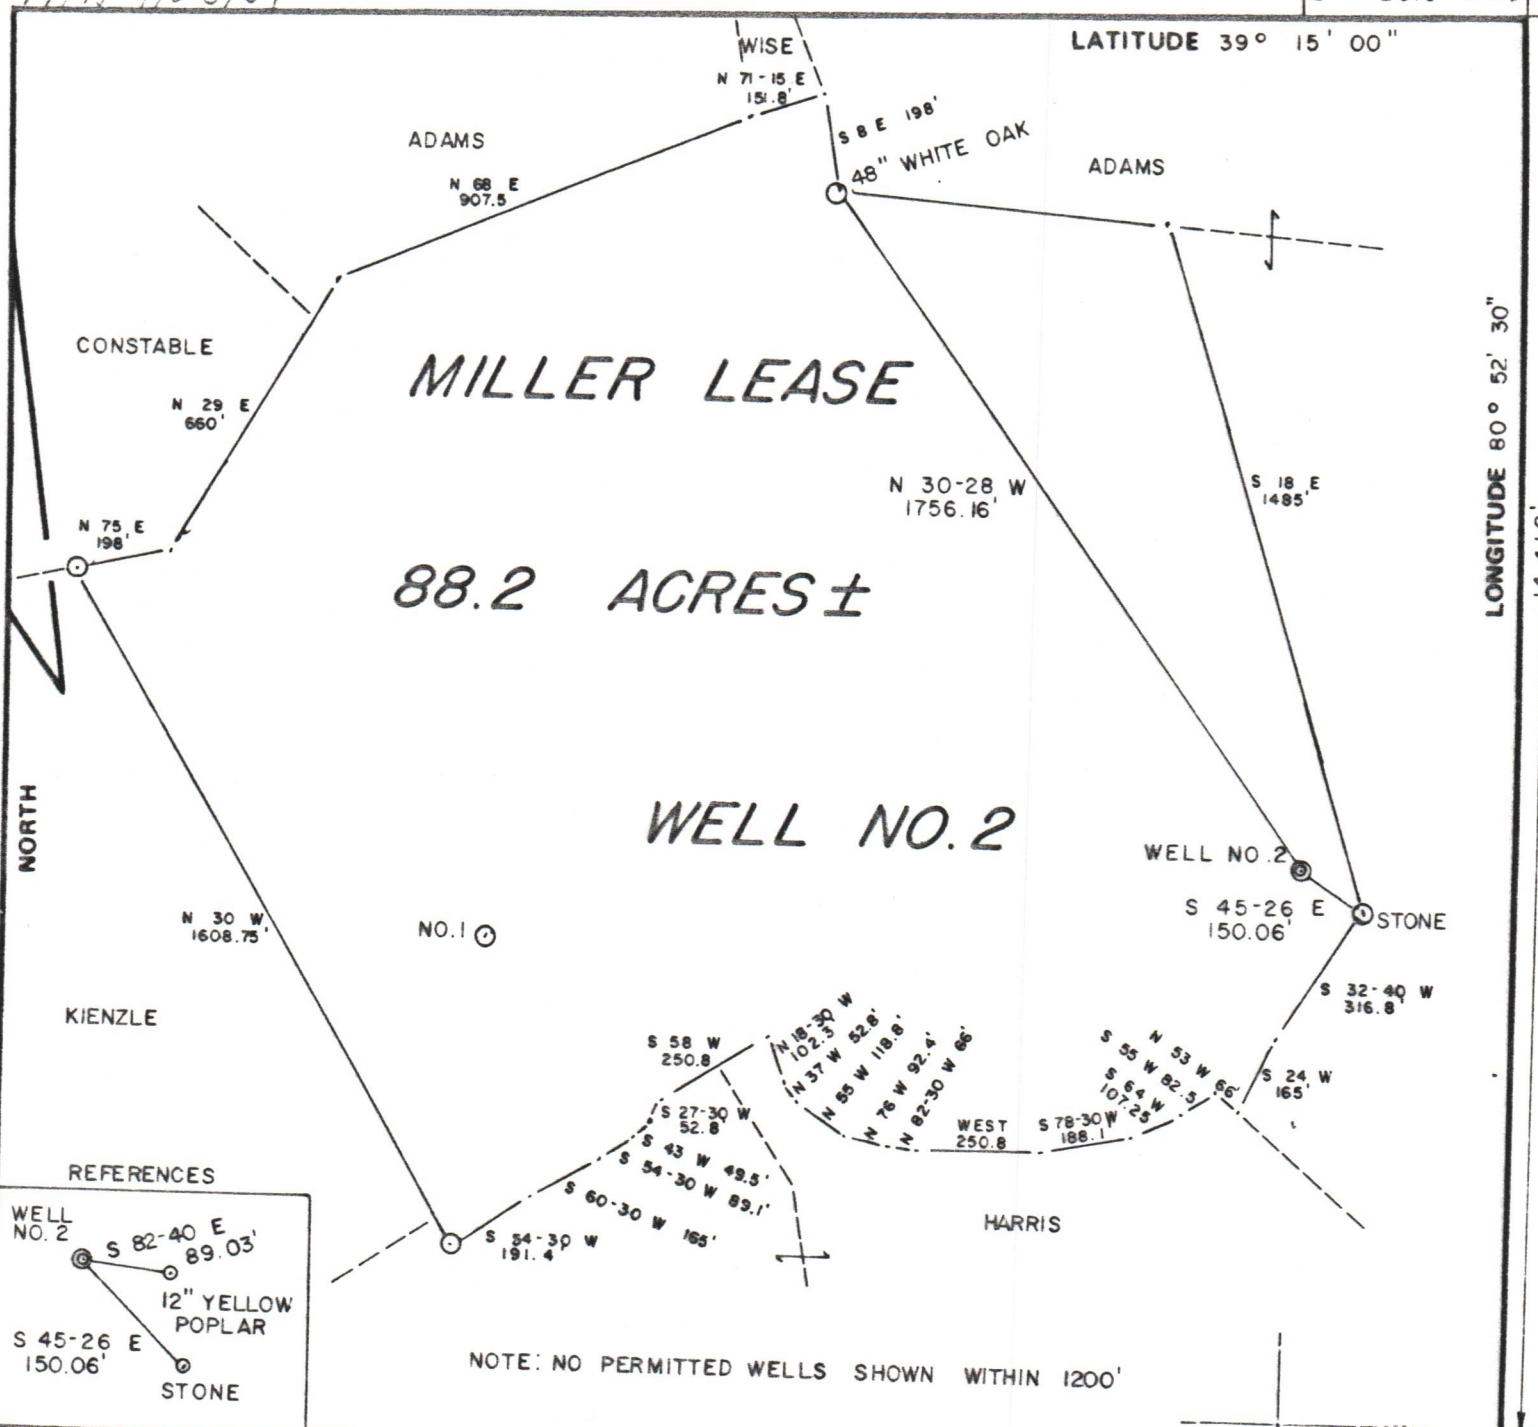 LATITUDE 39° 15' 00"
WISE
N 71-15 E
151.8'
S 8 E 198'
48" WHITE OAK
ADAMS
ADAMS
N 68 E
907.5
CONSTABLE
N 29 E
660'
MILLER LEASE
LONGITUDE 80° 52' 30"
N 30-28 W
1756.16'
S 18 E
1485'
N 75 E
198'
88.2 ACRES ±
NORTH
WELL NO. 2
WELL NO. 2
S 45-26 E
150.06'
STONE
N 30 W
1608.75'
NO. 1
KIENZLE
S 32-40 W
316.8'
S 58 W
250.8
N 18-30 W
102.3'
N 37 W 52.8'
N 55 W 118.8'
N 76 W 92.4'
N 82-30 W 66'
N 53 W 66'
S 55 W 82.5
S 64 W
107.25
S 24 W
165'
S 27-30 W
52.8'
WEST
250.8
S 78-30 W
188.1'
S 43 W 49.5'
S 54-30 W 89.1'
S 60-30 W 165'
S 54-30 W
191.4'
HARRIS
REFERENCES
WELL
NO. 2
S 82-40 E
89.03'
12" YELLOW
POPLAR
S 45-26 E
150.06'
STONE
NOTE: NO PERMITTED WELLS SHOWN WITHIN 1200'